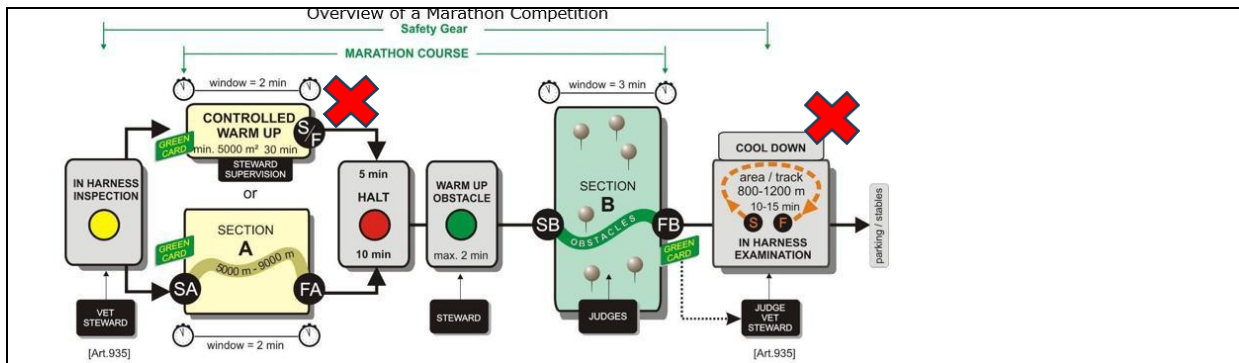 Overview of a Marathon Competition
Safety Gear
MARATHON COURSE
window = 2 min
window = 3 min
CONTROLLED
WARM UP
min. 5000 m² 30 min
S/F
GREEN
CARD
STEWARD
SUPERVISION
or
IN HARNESS
INSPECTION
VET
STEWARD
[Art.935]
GREEN
CARD
SECTION
A
5000 m - 9000 m
SA
FA
window = 2 min
5 min
HALT
10 min
WARM UP
OBSTACLE
max. 2 min
STEWARD
SB
SECTION
B
OBSTACLES
FB
JUDGES
GREEN
CARD
COOL DOWN
area / track
800-1200 m
10-15 min
S F
IN HARNESS
EXAMINATION
JUDGE
VET
STEWARD
[Art.935]
parking / stables